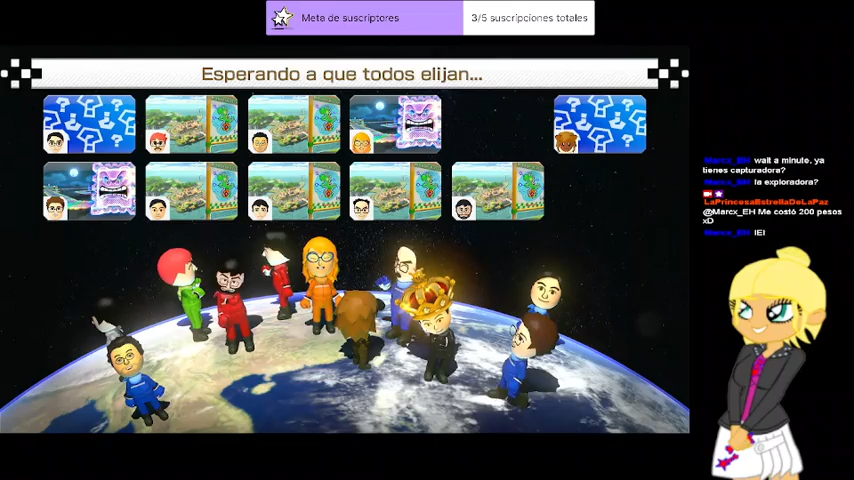 Meta de suscriptores
3/5 suscripciones totales
Esperando a que todos elijan...
Marcx_EH wait a minute, ya
tienes capturadora?
Marcx_EH la exploradora?
LaPrincesaEstrellaDeLaPaz
@Marcx_EH Me costó 200 pesos
xD
Marcx_EH IEI